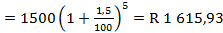 = 1500 (1 + 1,5/100)^5 = R 1 615,93